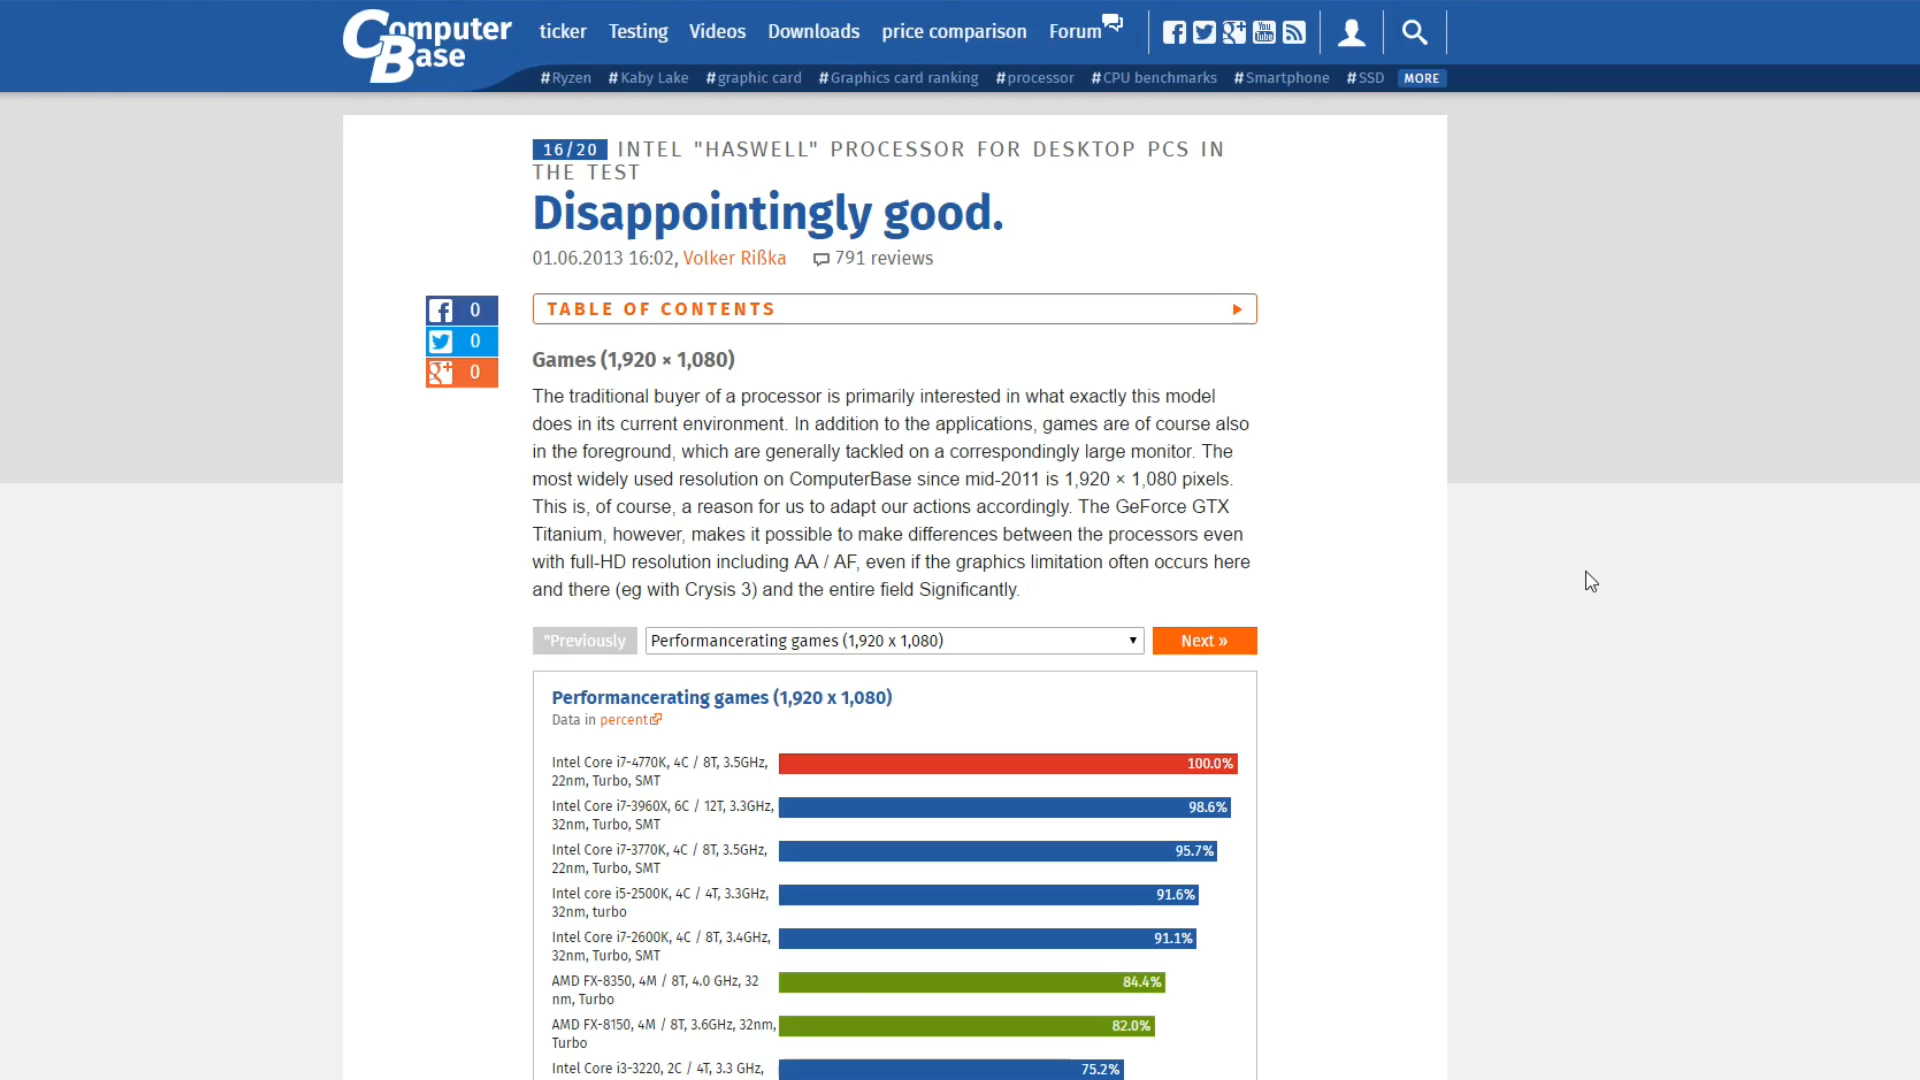 Computer Base
ticker Testing Videos Downloads price comparison Forum
#Ryzen #Kaby Lake #graphic card #Graphics card ranking #processor #CPU benchmarks #Smartphone #SSD MORE
16/20 INTEL "HASWELL" PROCESSOR FOR DESKTOP PCS IN
THE TEST
Disappointingly good.
01.06.2013 16:02, Volker Rißka 791 reviews
0
0
0
TABLE OF CONTENTS
Games (1,920 × 1,080)
The traditional buyer of a processor is primarily interested in what exactly this model
does in its current environment. In addition to the applications, games are of course also
in the foreground, which are generally tackled on a correspondingly large monitor. The
most widely used resolution on ComputerBase since mid-2011 is 1,920 × 1,080 pixels.
This is, of course, a reason for us to adapt our actions accordingly. The GeForce GTX
Titanium, however, makes it possible to make differences between the processors even
with full-HD resolution including AA / AF, even if the graphics limitation often occurs here
and there (eg with Crysis 3) and the entire field Significantly.
"Previously Performancerating games (1,920 x 1,080) Next »
Performancerating games (1,920 x 1,080)
Data in percent
Intel Core i7-4770K, 4C / 8T, 3.5GHz, 100.0%
22nm, Turbo, SMT
Intel Core i7-3960X, 6C / 12T, 3.3GHz, 98.6%
32nm, Turbo, SMT
Intel Core i7-3770K, 4C / 8T, 3.5GHz, 95.7%
22nm, Turbo, SMT
Intel core i5-2500K, 4C / 4T, 3.3GHz, 91.6%
32nm, turbo
Intel Core i7-2600K, 4C / 8T, 3.4GHz, 91.1%
32nm, Turbo, SMT
AMD FX-8350, 4M / 8T, 4.0 GHz, 32 84.4%
nm, Turbo
AMD FX-8150, 4M / 8T, 3.6GHz, 32nm, 82.0%
Turbo
Intel Core i3-3220, 2C / 4T, 3.3 GHz, 75.2%